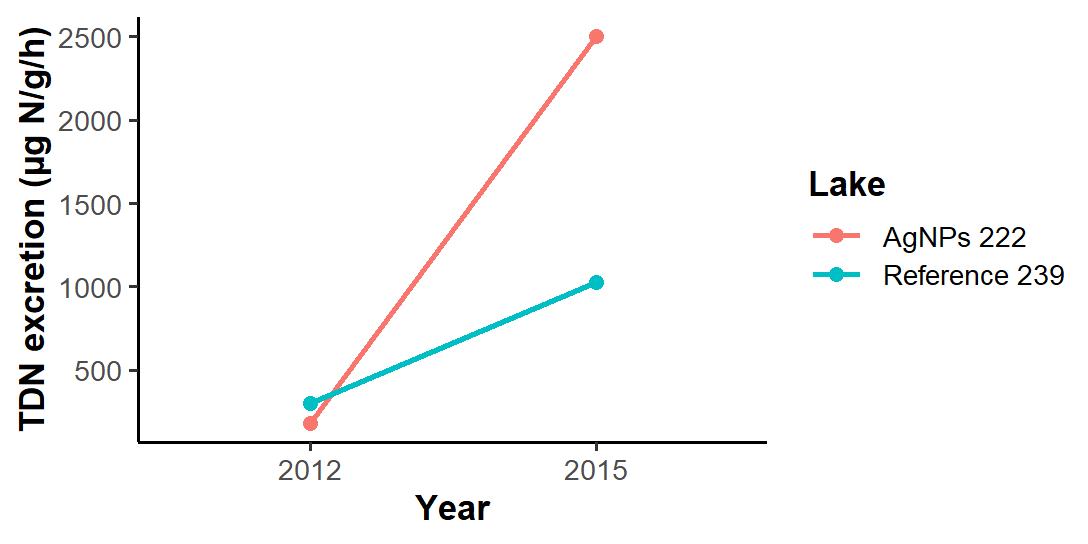 TDN excretion (µg N/g/h)
2500
2000
1500
1000
500
2012
2015
Year
Lake
AgNPs 222
Reference 239